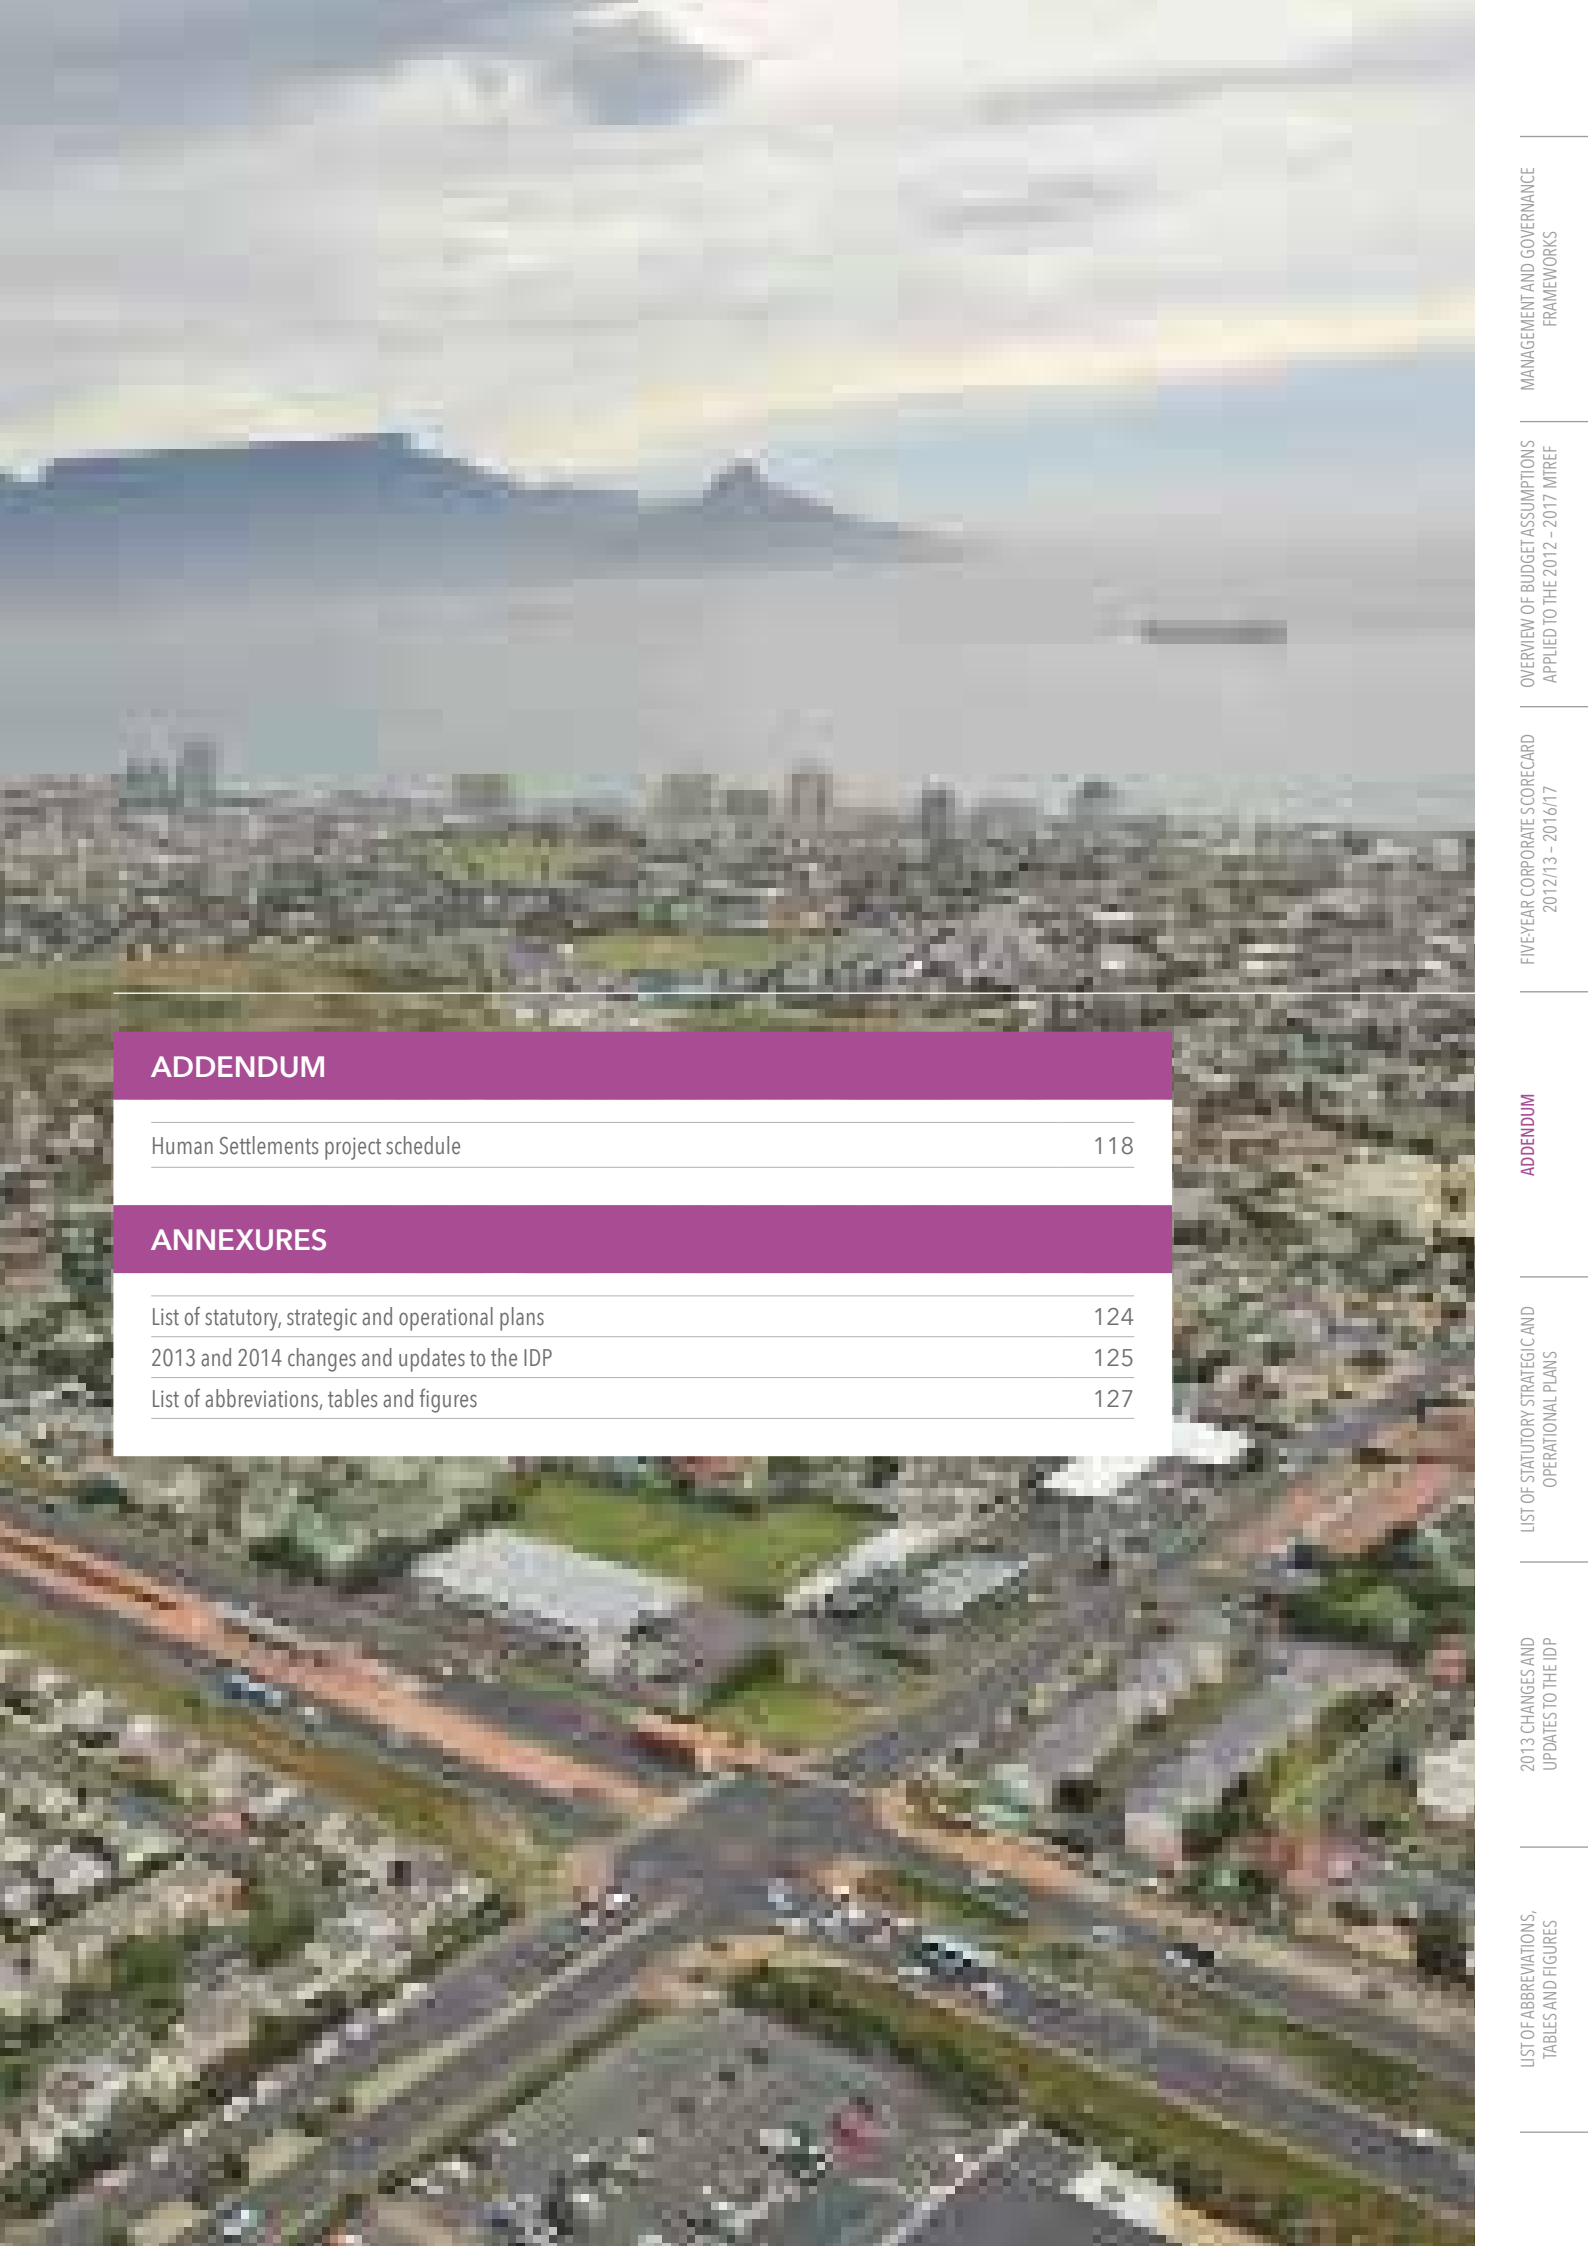 ADDENDUM
Human Settlements project schedule 118
ANNEXURES
List of statutory, strategic and operational plans 124
2013 and 2014 changes and updates to the IDP 125
List of abbreviations, tables and figures 127
MANAGEMENT AND GOVERNANCE
FRAMEWORKS
OVERVIEW OF BUDGET ASSUMPTIONS
APPLIED TO THE 2012 – 2017 MTREF
FIVE-YEAR CORPORATE SCORECARD
2012/13 – 2016/17
ADDENDUM
LIST OF STATUTORY STRATEGIC AND
OPERATIONAL PLANS
2013 CHANGES AND
UPDATES TO THE IDP
LIST OF ABBREVIATIONS,
TABLES AND FIGURES